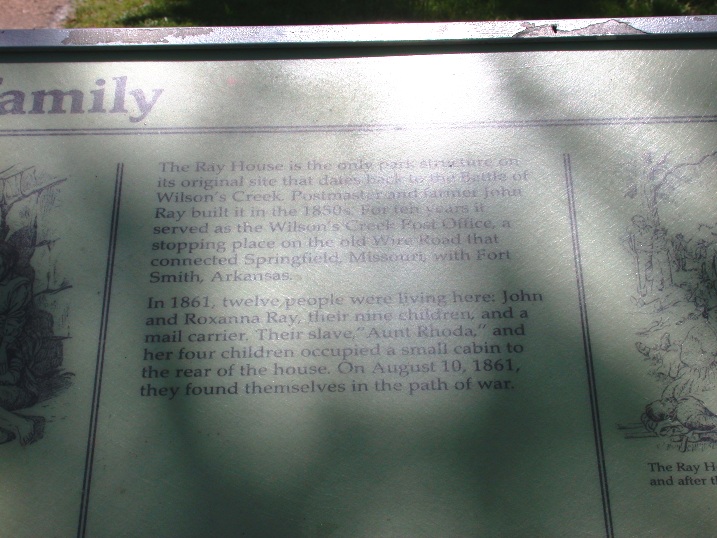 family
The Ray House is the only park structure on
its original site that dates back to the Battle of
Wilson's Creek. Postmaster and farmer John
Ray built it in the 1850s. For ten years it
served as the Wilson's Creek Post Office, a
stopping place on the old Wire Road that
connected Springfield, Missouri, with Fort
Smith, Arkansas.
In 1861, twelve people were living here: John
and Roxanna Ray, their nine children, and a
mail carrier. Their slave, "Aunt Rhoda," and
her four children occupied a small cabin to
the rear of the house. On August 10, 1861,
they found themselves in the path of war.
The Ray H
and after th